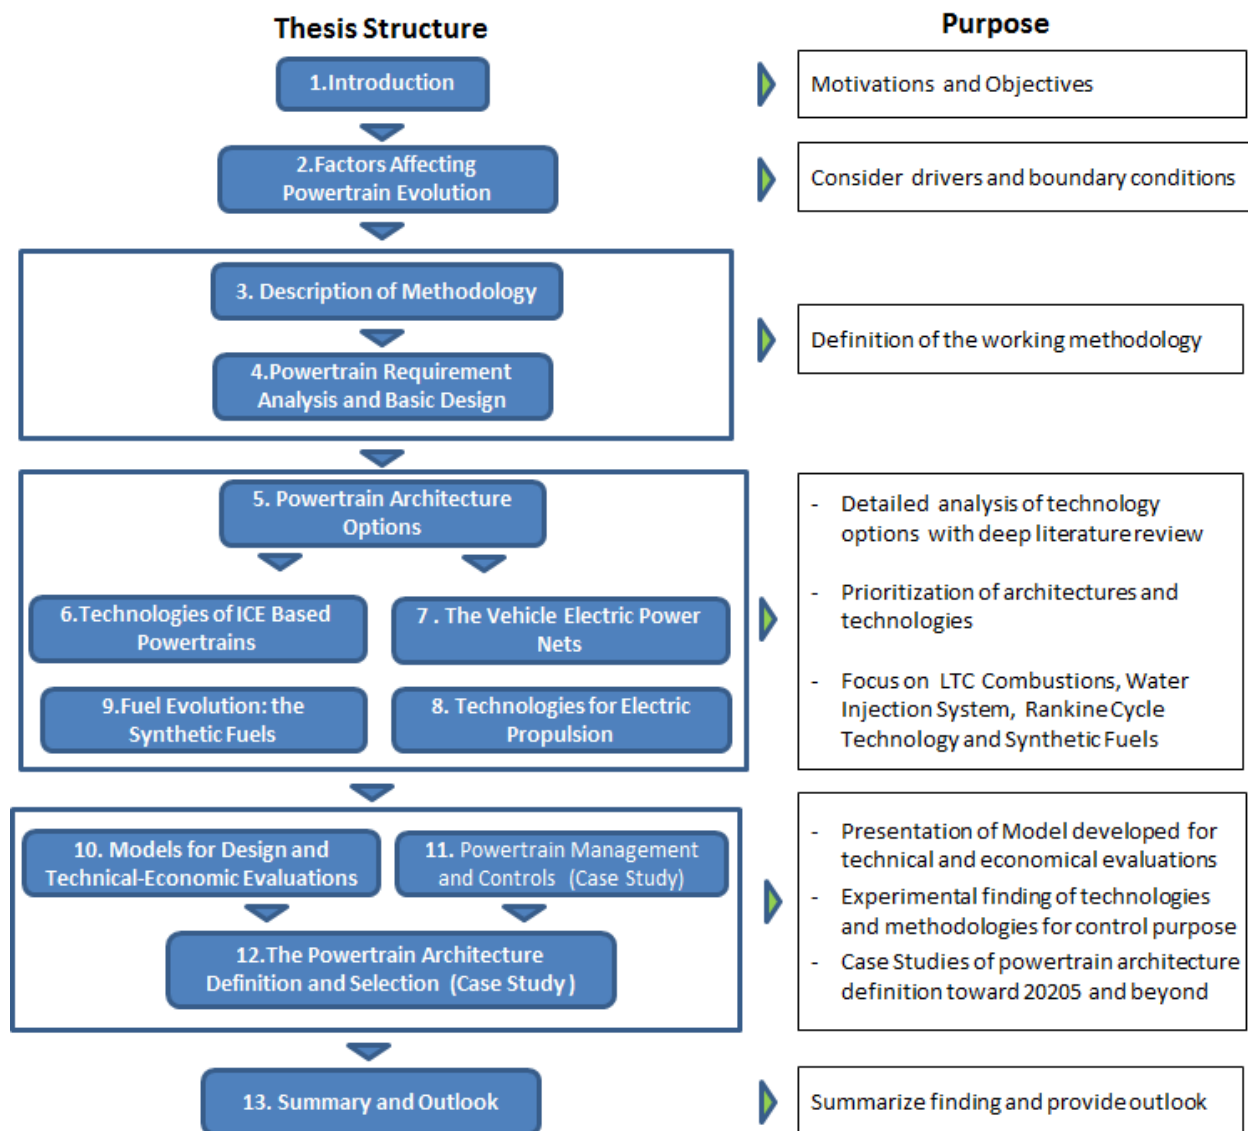 Thesis Structure
Purpose
1.Introduction
Motivations and Objectives
2.Factors Affecting
Powertrain Evolution
Consider drivers and boundary conditions
3. Description of Methodology
4.Powertrain Requirement
Analysis and Basic Design
Definition of the working methodology
5. Powertrain Architecture
Options
6.Technologies of ICE Based
Powertrains
7 . The Vehicle Electric Power
Nets
9.Fuel Evolution: the
Synthetic Fuels
8. Technologies for Electric
Propulsion
- Detailed analysis of technology
options with deep literature review
- Prioritization of architectures and
technologies
- Focus on LTC Combustions, Water
Injection System, Rankine Cycle
Technology and Synthetic Fuels
10. Models for Design and
Technical-Economic Evaluations
11. Powertrain Management
and Controls (Case Study)
12.The Powertrain Architecture
Definition and Selection (Case Study)
- Presentation of Model developed for
technical and economical evaluations
- Experimental finding of technologies
and methodologies for control purpose
- Case Studies of powertrain architecture
definition toward 20205 and beyond
13. Summary and Outlook
Summarize finding and provide outlook